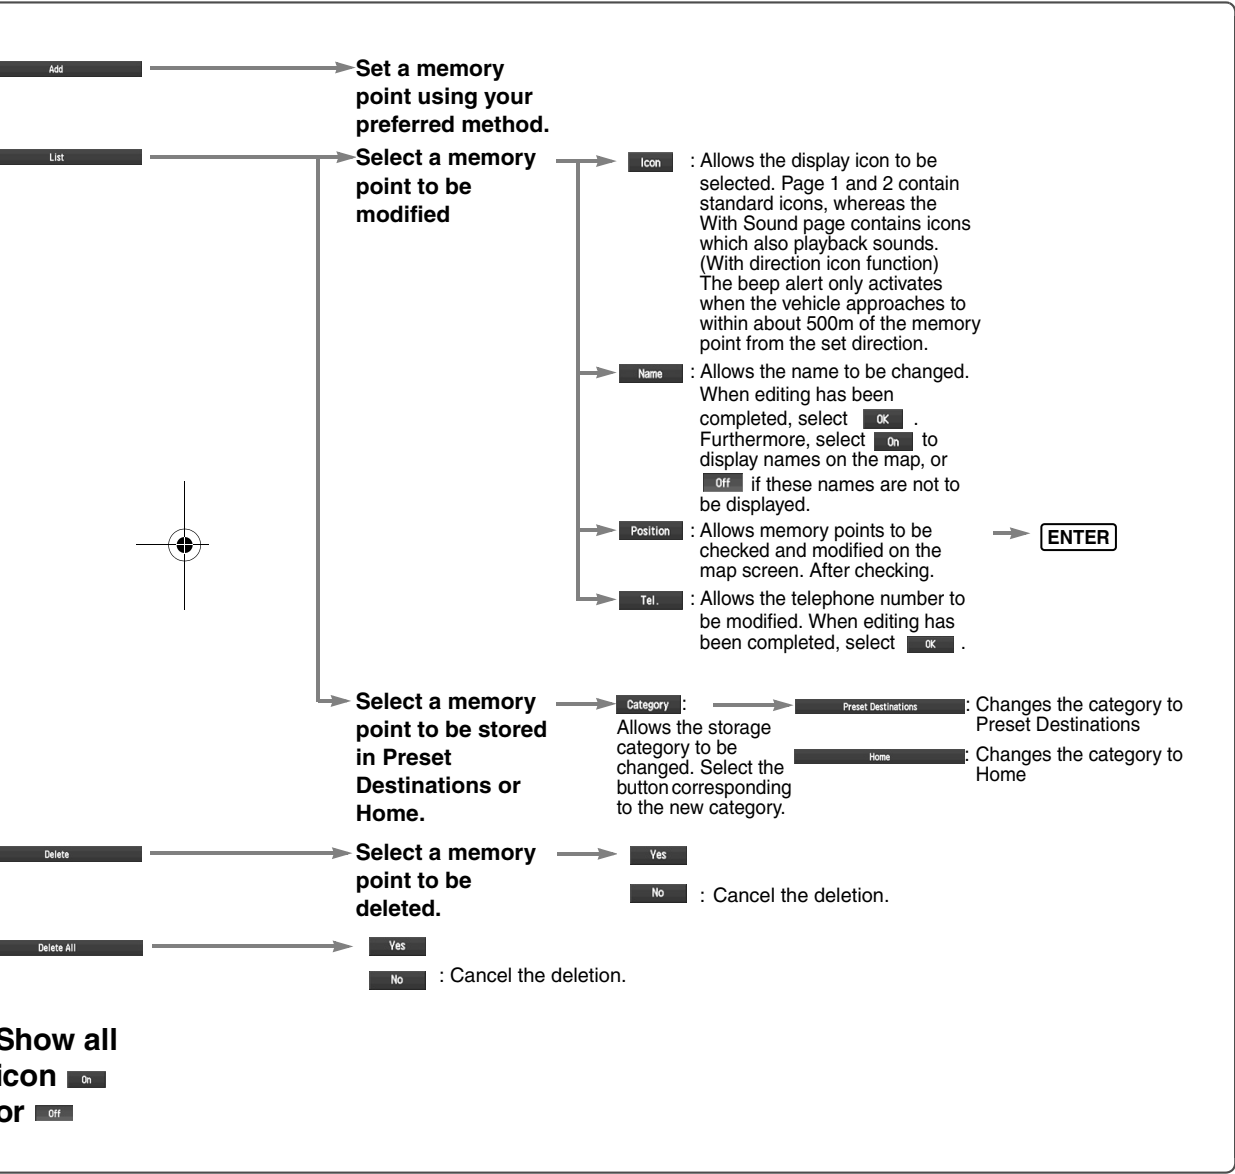 Add
Set a memory
point using your
preferred method.
List
Select a memory
point to be
modified
Icon : Allows the display icon to be
selected. Page 1 and 2 contain
standard icons, whereas the
With Sound page contains icons
which also playback sounds.
(With direction icon function)
The beep alert only activates
when the vehicle approaches to
within about 500m of the memory
point from the set direction.
Name : Allows the name to be changed.
When editing has been
completed, select OK .
Furthermore, select On to
display names on the map, or
Off if these names are not to
be displayed.
Position : Allows memory points to be
checked and modified on the
map screen. After checking.
ENTER
Tel. : Allows the telephone number to
be modified. When editing has
been completed, select OK .
Select a memory
point to be stored
in Preset
Destinations or
Home.
Category :
Allows the storage
category to be
changed. Select the
button corresponding
to the new category.
Preset Destinations : Changes the category to
Preset Destinations
Home : Changes the category to
Home
Delete
Select a memory
point to be
deleted.
Yes
No : Cancel the deletion.
Delete All
Yes
No : Cancel the deletion.
Show all
icon On
or Off